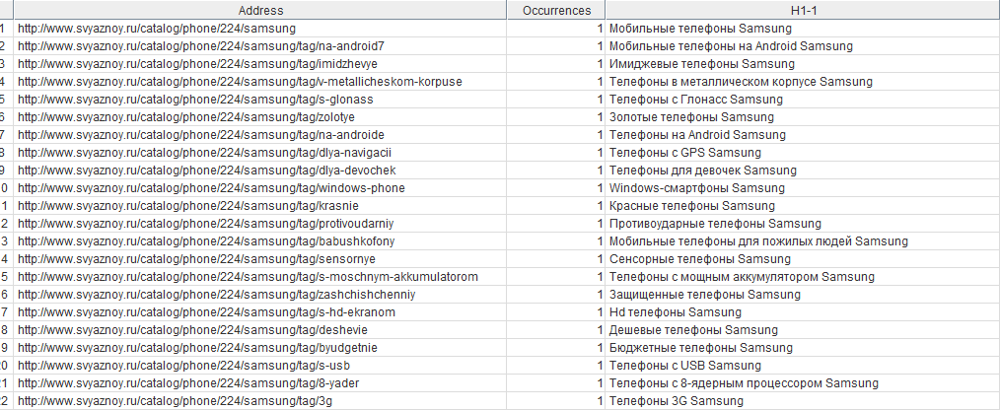 Address Occurrences H1-1
1 http://www.svyaznoy.ru/catalog/phone/224/samsung 1 Мобильные телефоны Samsung
2 http://www.svyaznoy.ru/catalog/phone/224/samsung/tag/na-android7 1 Мобильные телефоны на Android Samsung
3 http://www.svyaznoy.ru/catalog/phone/224/samsung/tag/imidzhevye 1 Имиджевые телефоны Samsung
4 http://www.svyaznoy.ru/catalog/phone/224/samsung/tag/v-metallicheskom-korpuse 1 Телефоны в металлическом корпусе Samsung
5 http://www.svyaznoy.ru/catalog/phone/224/samsung/tag/s-glonass 1 Телефоны с Глонасс Samsung
6 http://www.svyaznoy.ru/catalog/phone/224/samsung/tag/zolotye 1 Золотые телефоны Samsung
7 http://www.svyaznoy.ru/catalog/phone/224/samsung/tag/na-androide 1 Телефоны на Android Samsung
8 http://www.svyaznoy.ru/catalog/phone/224/samsung/tag/dlya-navigacii 1 Телефоны с GPS Samsung
9 http://www.svyaznoy.ru/catalog/phone/224/samsung/tag/dlya-devochek 1 Телефоны для девочек Samsung
0 http://www.svyaznoy.ru/catalog/phone/224/samsung/tag/windows-phone 1 Windows-смартфоны Samsung
1 http://www.svyaznoy.ru/catalog/phone/224/samsung/tag/krasnie 1 Красные телефоны Samsung
2 http://www.svyaznoy.ru/catalog/phone/224/samsung/tag/protivoudarniy 1 Противоударные телефоны Samsung
3 http://www.svyaznoy.ru/catalog/phone/224/samsung/tag/babushkofony 1 Мобильные телефоны для пожилых людей Samsung
4 http://www.svyaznoy.ru/catalog/phone/224/samsung/tag/sensornye 1 Сенсорные телефоны Samsung
5 http://www.svyaznoy.ru/catalog/phone/224/samsung/tag/s-moschnym-akkumulatorom 1 Телефоны с мощным аккумулятором Samsung
6 http://www.svyaznoy.ru/catalog/phone/224/samsung/tag/zashchishchenniy 1 Защищенные телефоны Samsung
7 http://www.svyaznoy.ru/catalog/phone/224/samsung/tag/s-hd-ekranom 1 Hd телефоны Samsung
8 http://www.svyaznoy.ru/catalog/phone/224/samsung/tag/deshevie 1 Дешевые телефоны Samsung
9 http://www.svyaznoy.ru/catalog/phone/224/samsung/tag/byudgetnie 1 Бюджетные телефоны Samsung
20 http://www.svyaznoy.ru/catalog/phone/224/samsung/tag/s-usb 1 Телефоны с USB Samsung
21 http://www.svyaznoy.ru/catalog/phone/224/samsung/tag/8-yader 1 Телефоны с 8-ядерным процессором Samsung
22 http://www.svyaznoy.ru/catalog/phone/224/samsung/tag/3g 1 Телефоны 3G Samsung